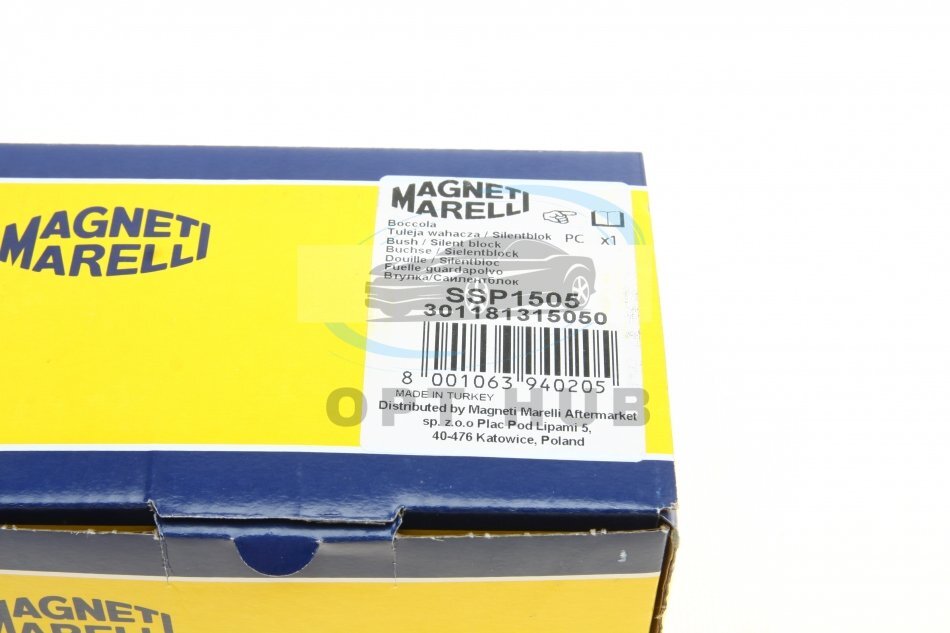 MAGNETI
MARELLI
MAGNETI
MARELLI
Boccola
Tuleja wahacza / Silentblok PC x1
Bush / Silent block
Buchse / Sielentblock
Douille / Silentbloc
Fuelle guardapolvo
Втулка/Сайлентблок
SSP1505
301181315050
8 001063 940205
OPT HUB
MADE IN TURKEY
Distributed by Magneti Marelli Aftermarket
sp. z.o.o Plac Pod Lipami 5,
40-476 Katowice, Poland
MAGNETI
MARELLI